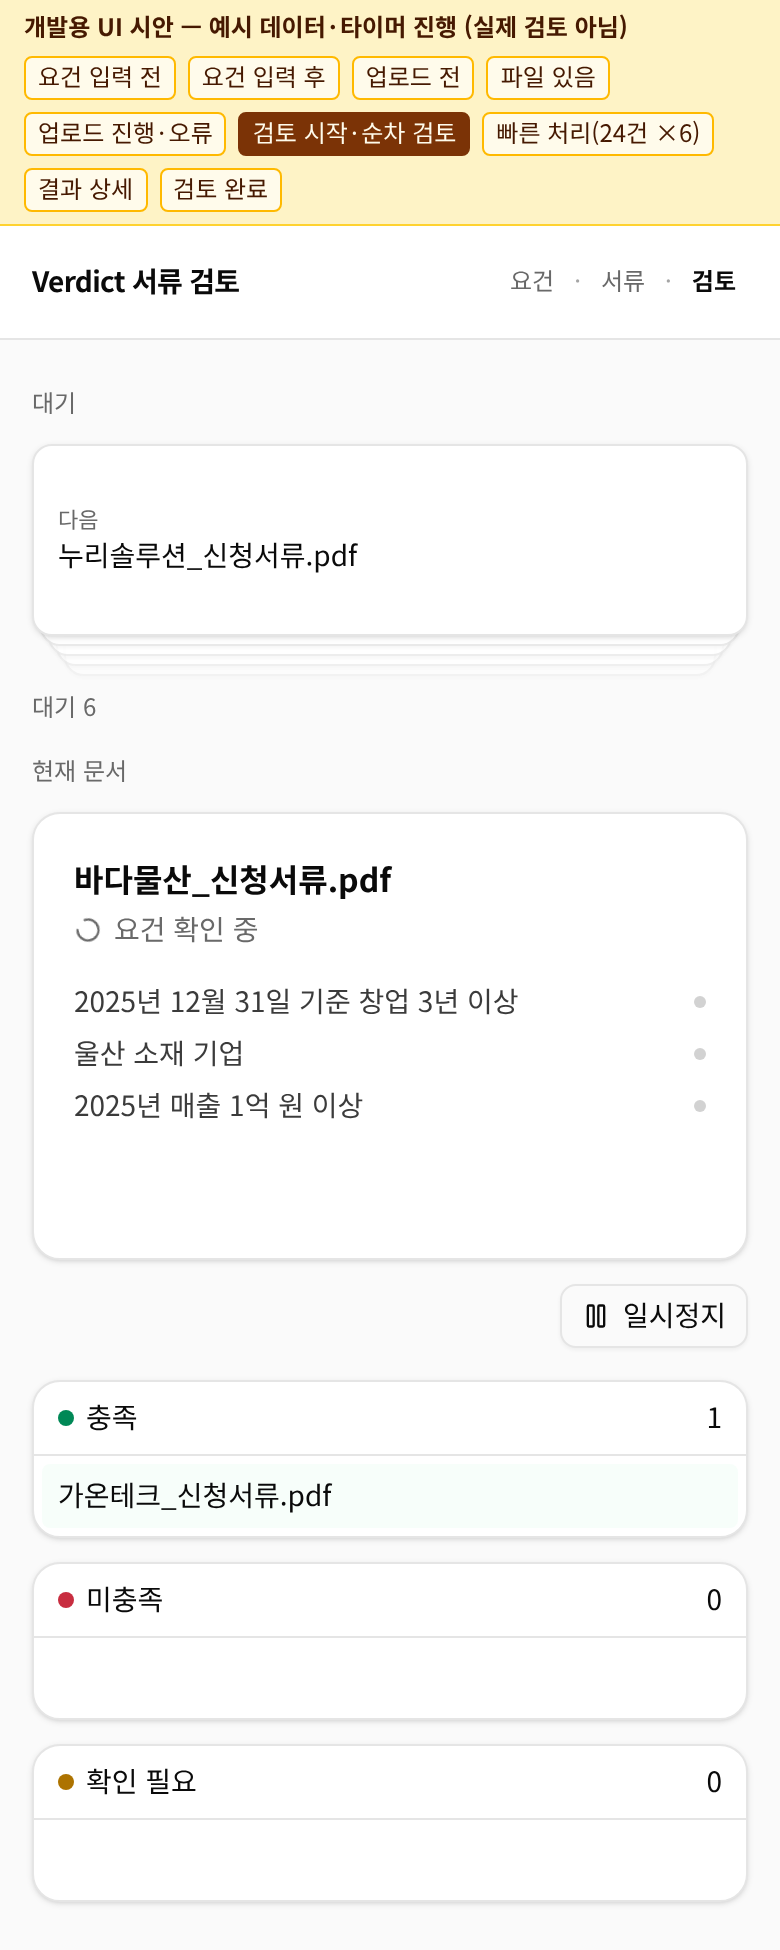 개발용 UI 시안 — 예시 데이터·타이머 진행 (실제 검토 아님)
요건 입력 전 요건 입력 후 업로드 전 파일 있음
업로드 진행·오류 검토 시작·순차 검토 빠른 처리(24건 ×6)
결과 상세 검토 완료
Verdict 서류 검토 요건 · 서류 · 검토
대기
다음
누리솔루션_신청서류.pdf
대기 6
현재 문서
바다물산_신청서류.pdf
요건 확인 중
2025년 12월 31일 기준 창업 3년 이상
울산 소재 기업
2025년 매출 1억 원 이상
일시정지
충족 1
가온테크_신청서류.pdf
미충족 0
확인 필요 0